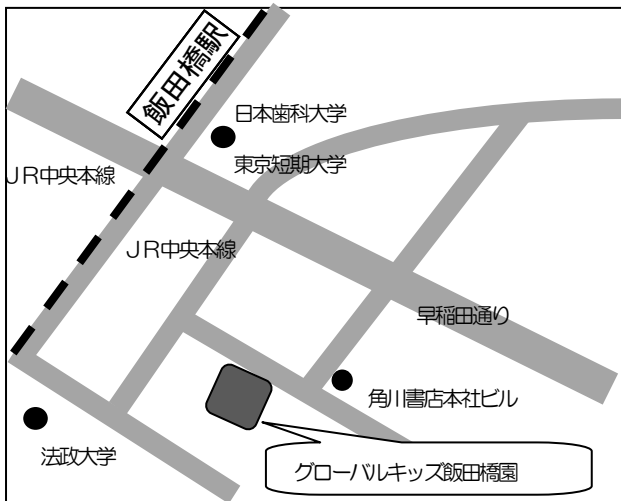 飯田橋駅
日本歯科大学
東京短期大学
ＪＲ中央本線
ＪＲ中央本線
早稲田通り
角川書店本社ビル
法政大学
グローバルキッズ飯田橋園